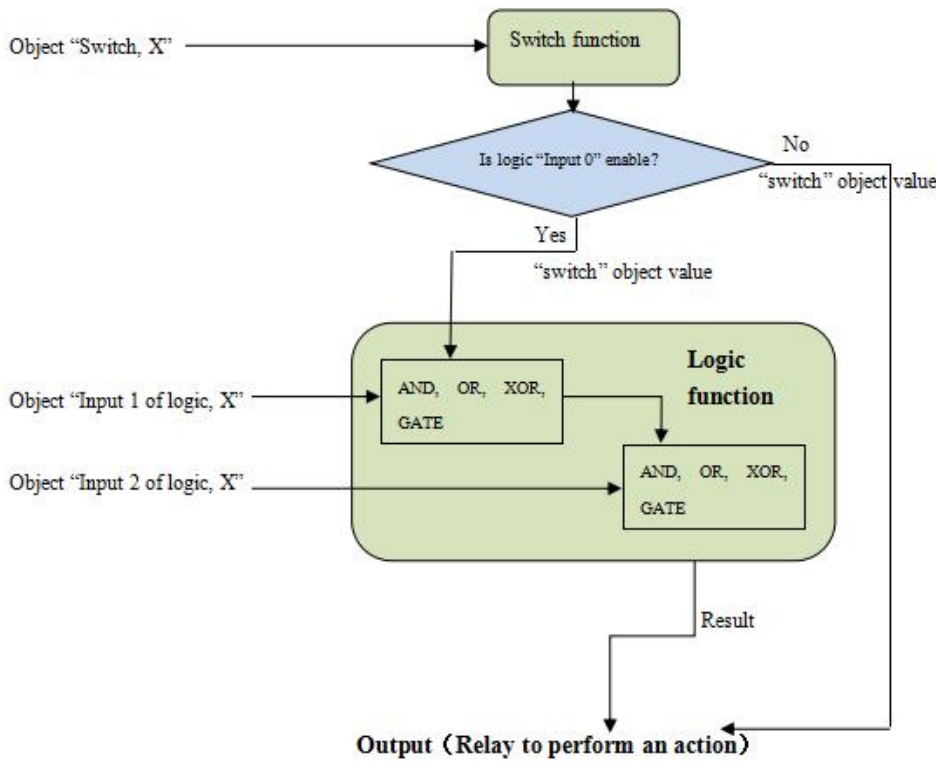 Object “Switch, X”
Switch function
Is logic “Input 0” enable?
No
“switch” object value
Yes
“switch” object value
Logic
function
Object “Input 1 of logic, X”
AND, OR, XOR,
GATE
Object “Input 2 of logic, X”
AND, OR, XOR,
GATE
Result
Output（Relay to perform an action）